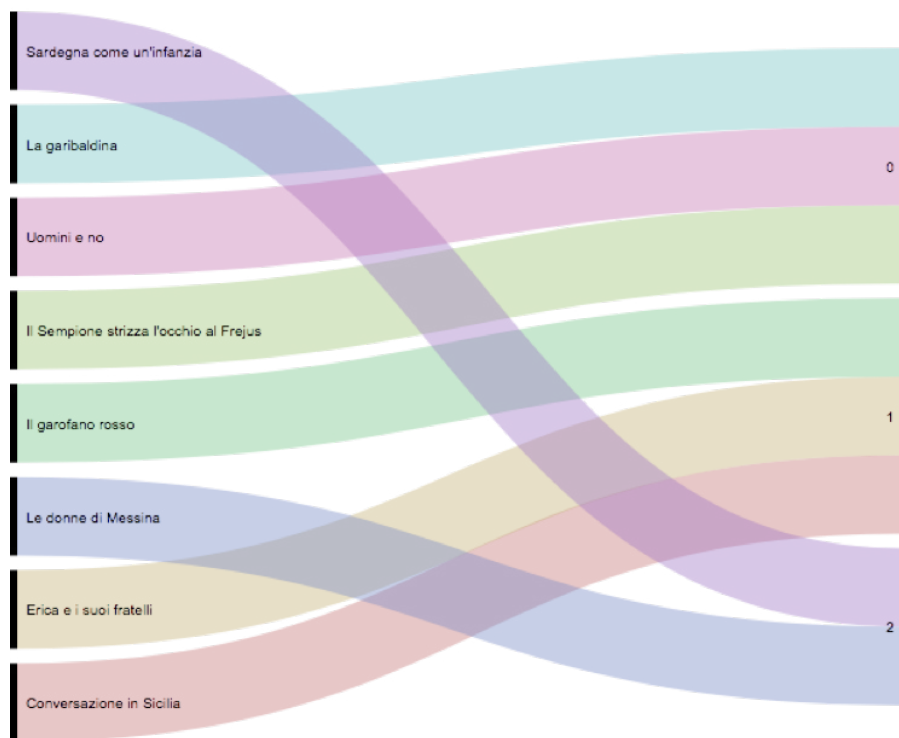 Sardegna come un'infanzia
La garibaldina
0
Uomini e no
Il Sempione strizza l'occhio al Frejus
1
Il garofano rosso
Le donne di Messina
Erica e i suoi fratelli
2
Conversazione in Sicilia